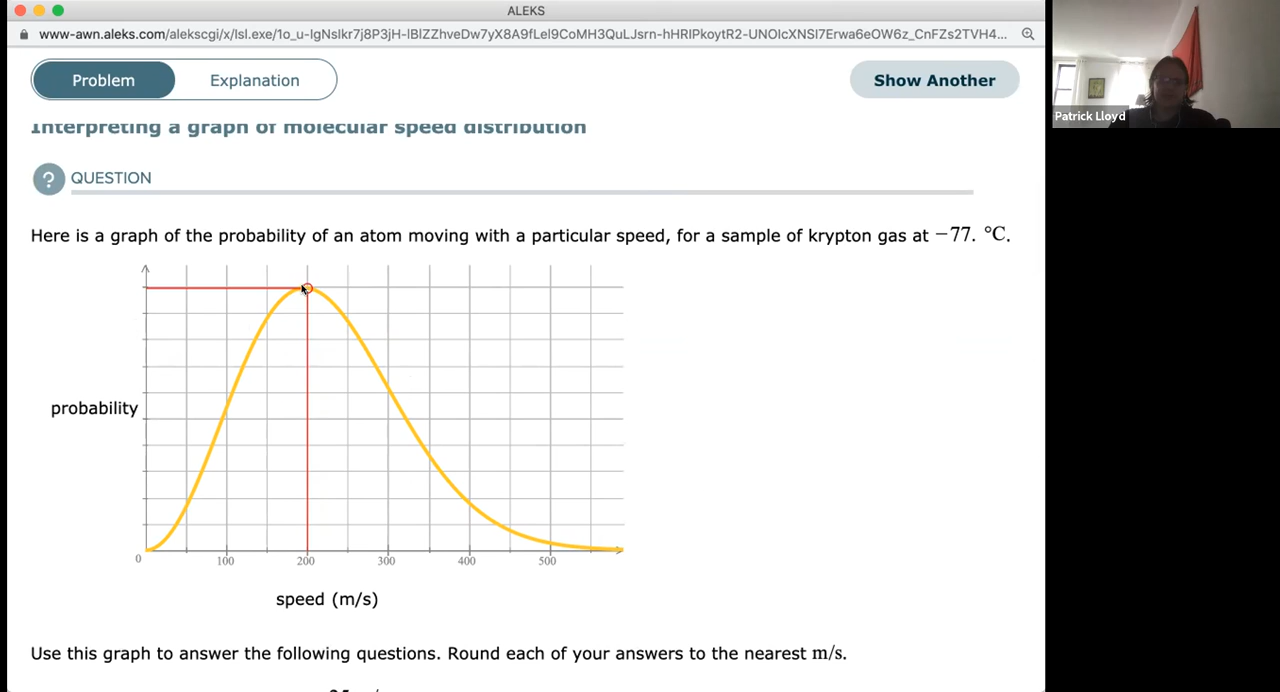 ALEKS
www-awn.aleks.com/alekscgi/x/lsl.exe/1o_u-IgNslkr7j8P3jH-lBIZZhveDw7yX8A9fLel9CoMH3QuLJsrn-hHRIPkoytR2-UNOlcXNSl7Erwa6eOW6z_CnFZs2TVH4...
Problem
Explanation
Show Another
Patrick Lloyd
Interpreting a graph of molecular speed distribution
?
QUESTION
Here is a graph of the probability of an atom moving with a particular speed, for a sample of krypton gas at −77. °C.
probability
0
100
200
300
400
500
speed (m/s)
Use this graph to answer the following questions. Round each of your answers to the nearest m/s.